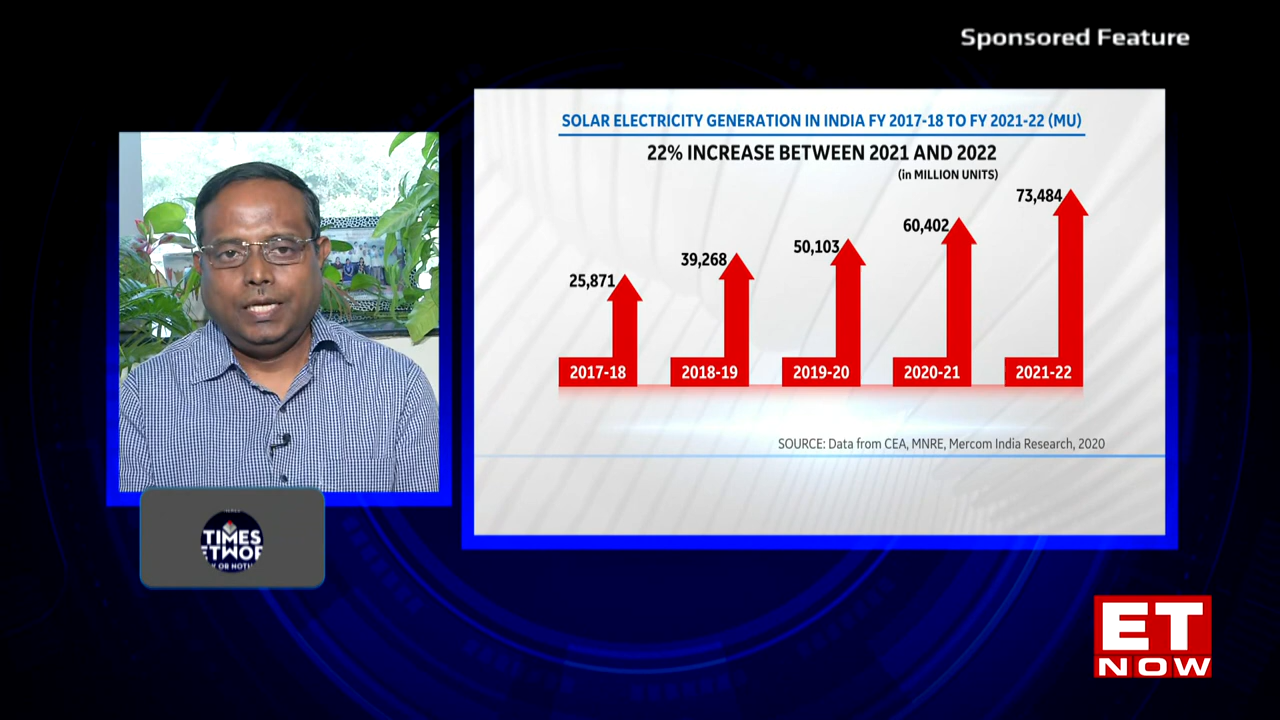 Sponsored Feature
SOLAR ELECTRICITY GENERATION IN INDIA FY 2017-18 TO FY 2021-22 (MU)
22% INCREASE BETWEEN 2021 AND 2022
(in MILLION UNITS)
25,871
39,268
50,103
60,402
73,484
2017-18
2018-19
2019-20
2020-21
2021-22
SOURCE: Data from CEA, MNRE, Mercom India Research, 2020
TIMES
ET
NOW